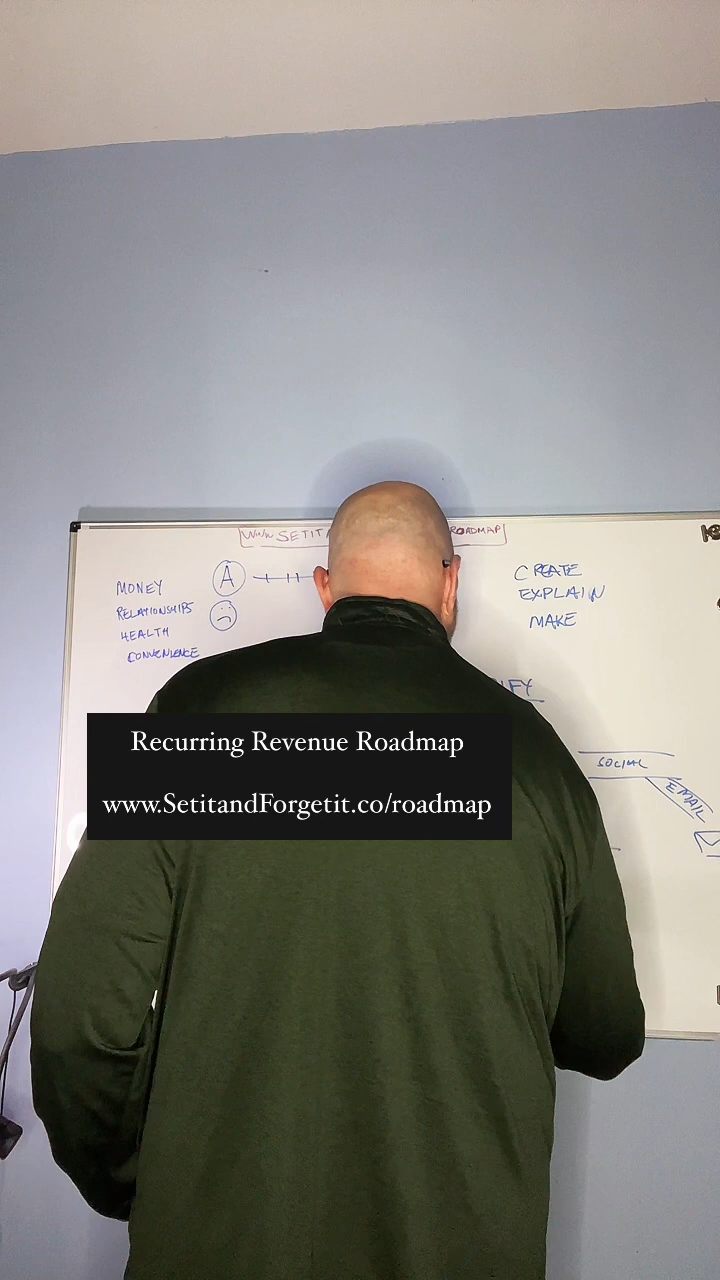 WWW.SETIT ROADMAP
A
MONEY
RELATIONSHIPS
HEALTH
CONVENIENCE
CREATE
EXPLAIN
MAKE
IFY
SOCIAL
EMAIL
Recurring Revenue Roadmap
www.SetitandForgetit.co/roadmap